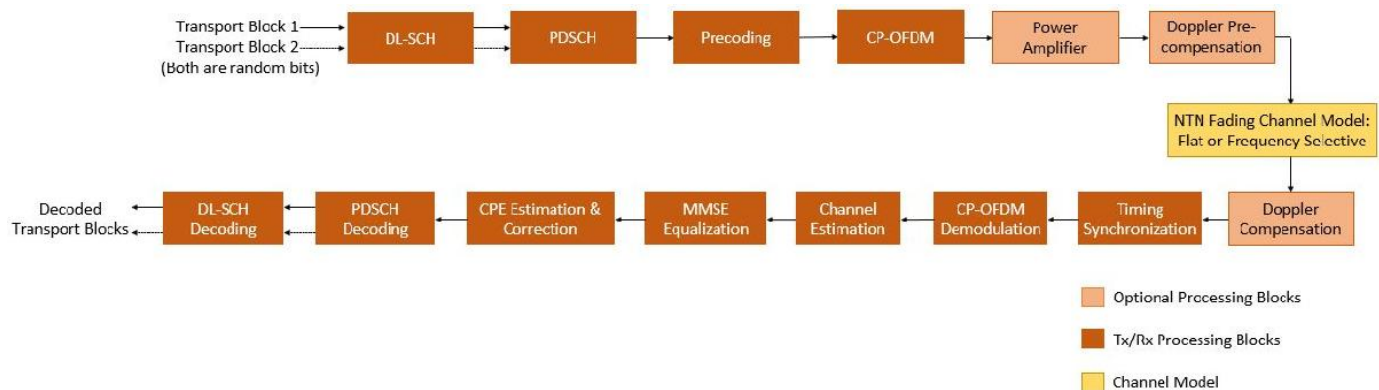 Transport Block 1
Transport Block 2
(Both are random bits)
DL-SCH
PDSCH
Precoding
CP-OFDM
Power
Amplifier
Doppler Pre-
compensation
NTN Fading Channel Model:
Flat or Frequency Selective
Decoded
Transport Blocks
DL-SCH
Decoding
PDSCH
Decoding
CPE Estimation &
Correction
MMSE
Equalization
Channel
Estimation
CP-OFDM
Demodulation
Timing
Synchronization
Doppler
Compensation
Optional Processing Blocks
Tx/Rx Processing Blocks
Channel Model